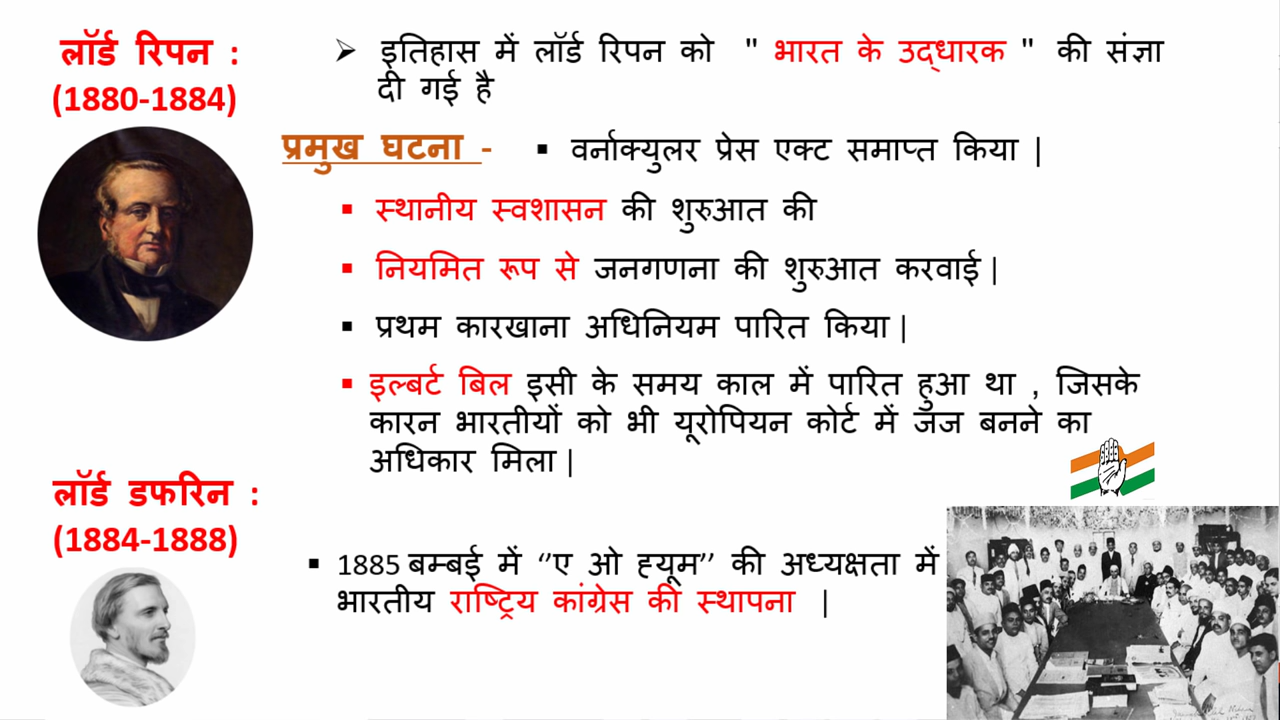 लॉर्ड रिपन :
(1880-1884)
➢ इतिहास में लॉर्ड रिपन को " भारत के उद्धारक " की संज्ञा
दी गई है
प्रमुख घटना - ▪ वर्नाक्युलर प्रेस एक्ट समाप्त किया |
▪ स्थानीय स्वशासन की शुरुआत की
▪ नियमित रूप से जनगणना की शुरुआत करवाई |
▪ प्रथम कारखाना अधिनियम पारित किया |
▪ इल्बर्ट बिल इसी के समय काल में पारित हुआ था , जिसके
कारन भारतीयों को भी यूरोपियन कोर्ट में जज बनने का
अधिकार मिला |
लॉर्ड डफरिन :
(1884-1888)
▪ 1885 बम्बई में ‘’ए ओ ह्यूम’’ की अध्यक्षता में
भारतीय राष्ट्रिय कांग्रेस की स्थापना |